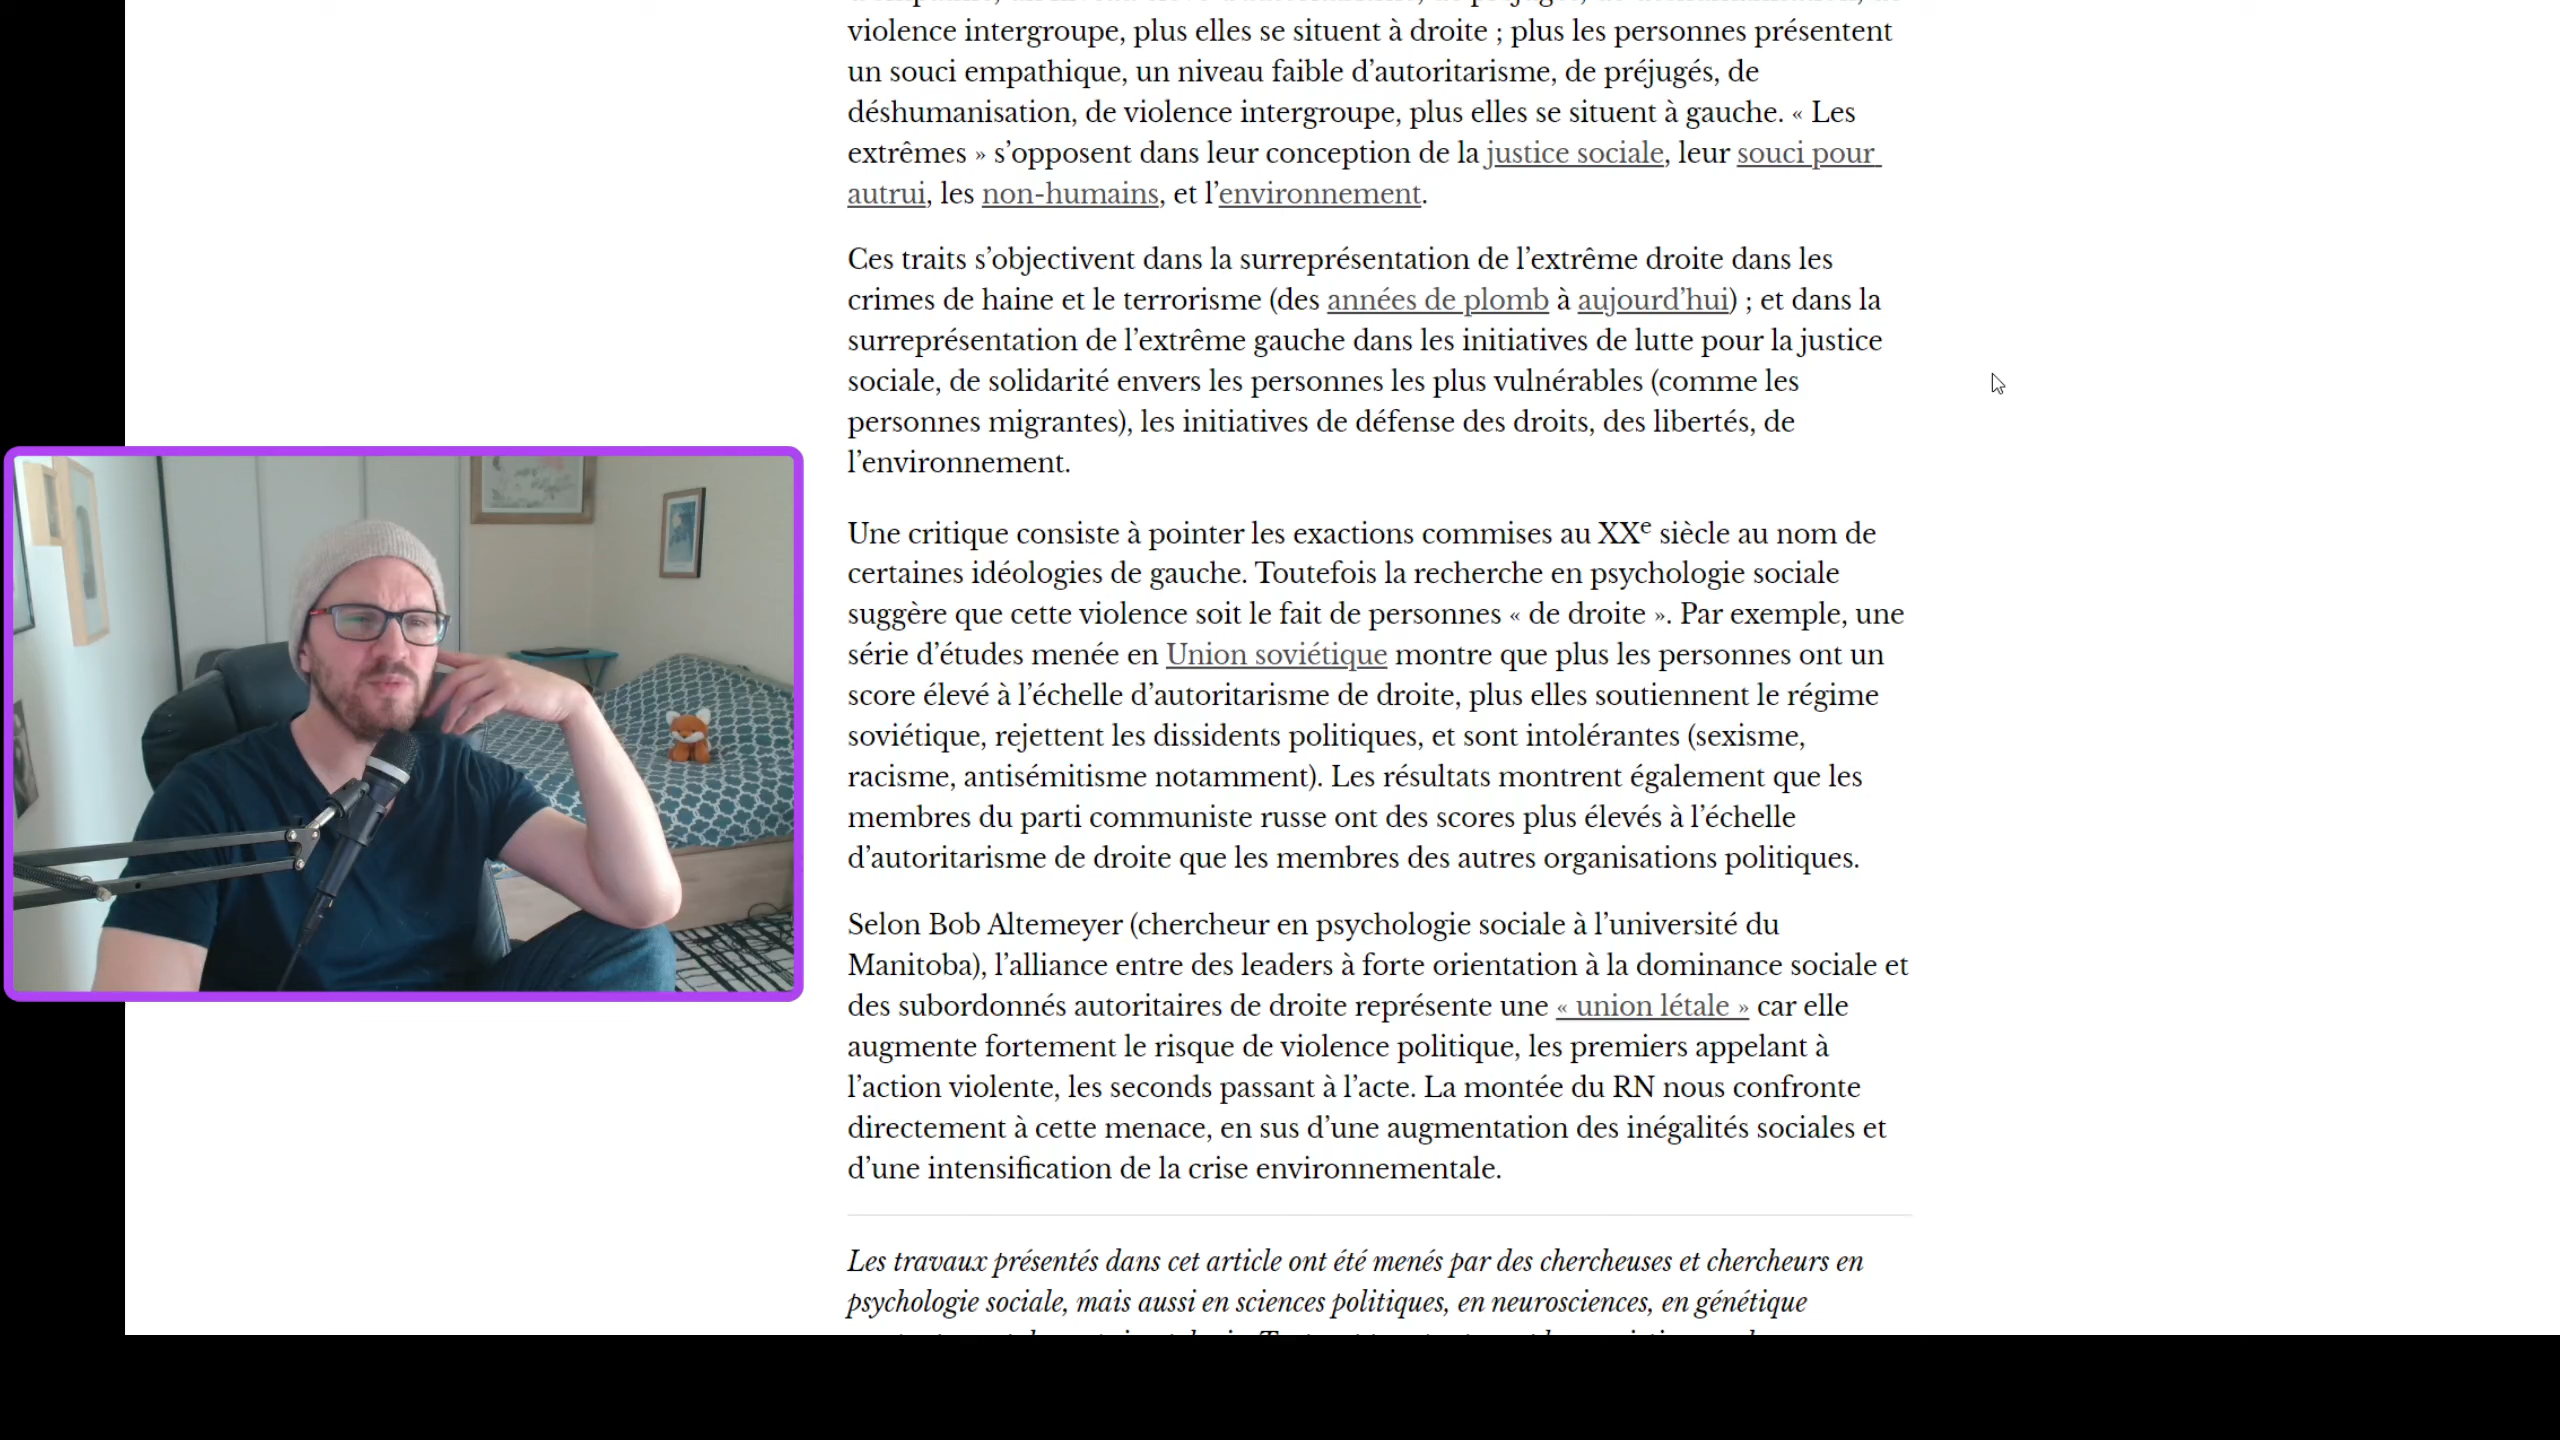 violence intergroupe, plus elles se situent à droite ; plus les personnes présentent
un souci empathique, un niveau faible d’autoritarisme, de préjugés, de
déshumanisation, de violence intergroupe, plus elles se situent à gauche. « Les
extrêmes » s’opposent dans leur conception de la justice sociale, leur souci pour
autrui, les non-humains, et l’environnement.
Ces traits s’objectivent dans la surreprésentation de l’extrême droite dans les
crimes de haine et le terrorisme (des années de plomb à aujourd’hui) ; et dans la
surreprésentation de l’extrême gauche dans les initiatives de lutte pour la justice
sociale, de solidarité envers les personnes les plus vulnérables (comme les
personnes migrantes), les initiatives de défense des droits, des libertés, de
l’environnement.
Une critique consiste à pointer les exactions commises au XXe siècle au nom de
certaines idéologies de gauche. Toutefois la recherche en psychologie sociale
suggère que cette violence soit le fait de personnes « de droite ». Par exemple, une
série d’études menée en Union soviétique montre que plus les personnes ont un
score élevé à l’échelle d’autoritarisme de droite, plus elles soutiennent le régime
soviétique, rejettent les dissidents politiques, et sont intolérantes (sexisme,
racisme, antisémitisme notamment). Les résultats montrent également que les
membres du parti communiste russe ont des scores plus élevés à l’échelle
d’autoritarisme de droite que les membres des autres organisations politiques.
Selon Bob Altemeyer (chercheur en psychologie sociale à l’université du
Manitoba), l’alliance entre des leaders à forte orientation à la dominance sociale et
des subordonnés autoritaires de droite représente une « union létale » car elle
augmente fortement le risque de violence politique, les premiers appelant à
l’action violente, les seconds passant à l’acte. La montée du RN nous confronte
directement à cette menace, en sus d’une augmentation des inégalités sociales et
d’une intensification de la crise environnementale.
Les travaux présentés dans cet article ont été menés par des chercheuses et chercheurs en
psychologie sociale, mais aussi en sciences politiques, en neurosciences, en génétique